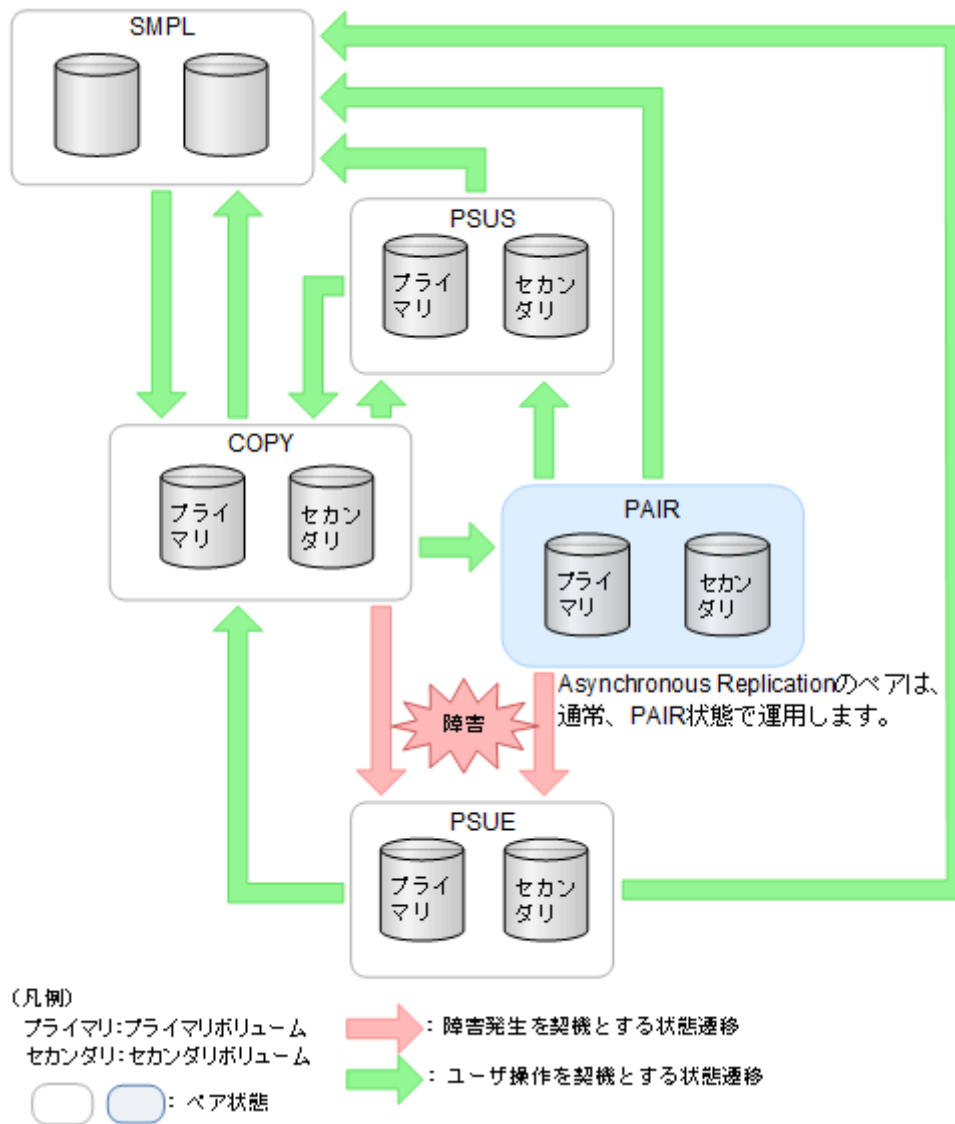 SMPL
PSUS
プライ
マリ
セカン
ダリ
COPY
プライ
マリ
セカン
ダリ
PAIR
プライ
マリ
セカン
ダリ
Asynchronous Replicationのペアは、
通常、PAIR状態で運用します。
障害
PSUE
プライ
マリ
セカン
ダリ
(凡例)
プライマリ:プライマリボリューム
セカンダリ:セカンダリボリューム
:ペア状態
:障害発生を契機とする状態遷移
:ユーザ操作を契機とする状態遷移